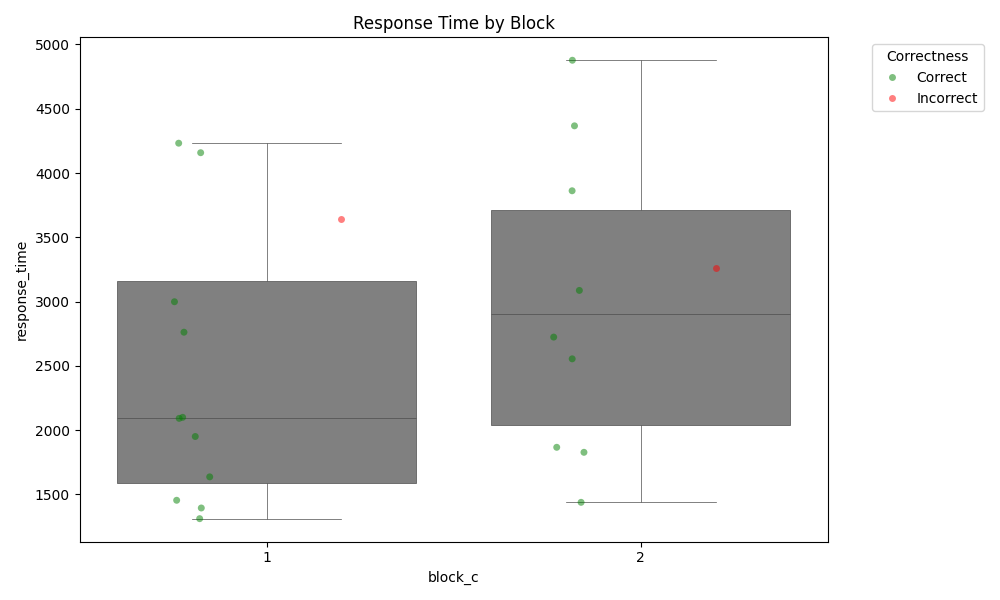 Response Time by Block
Correctness
Correct
Incorrect
response_time
5000
4500
4000
3500
3000
2500
2000
1500
1
2
block_c